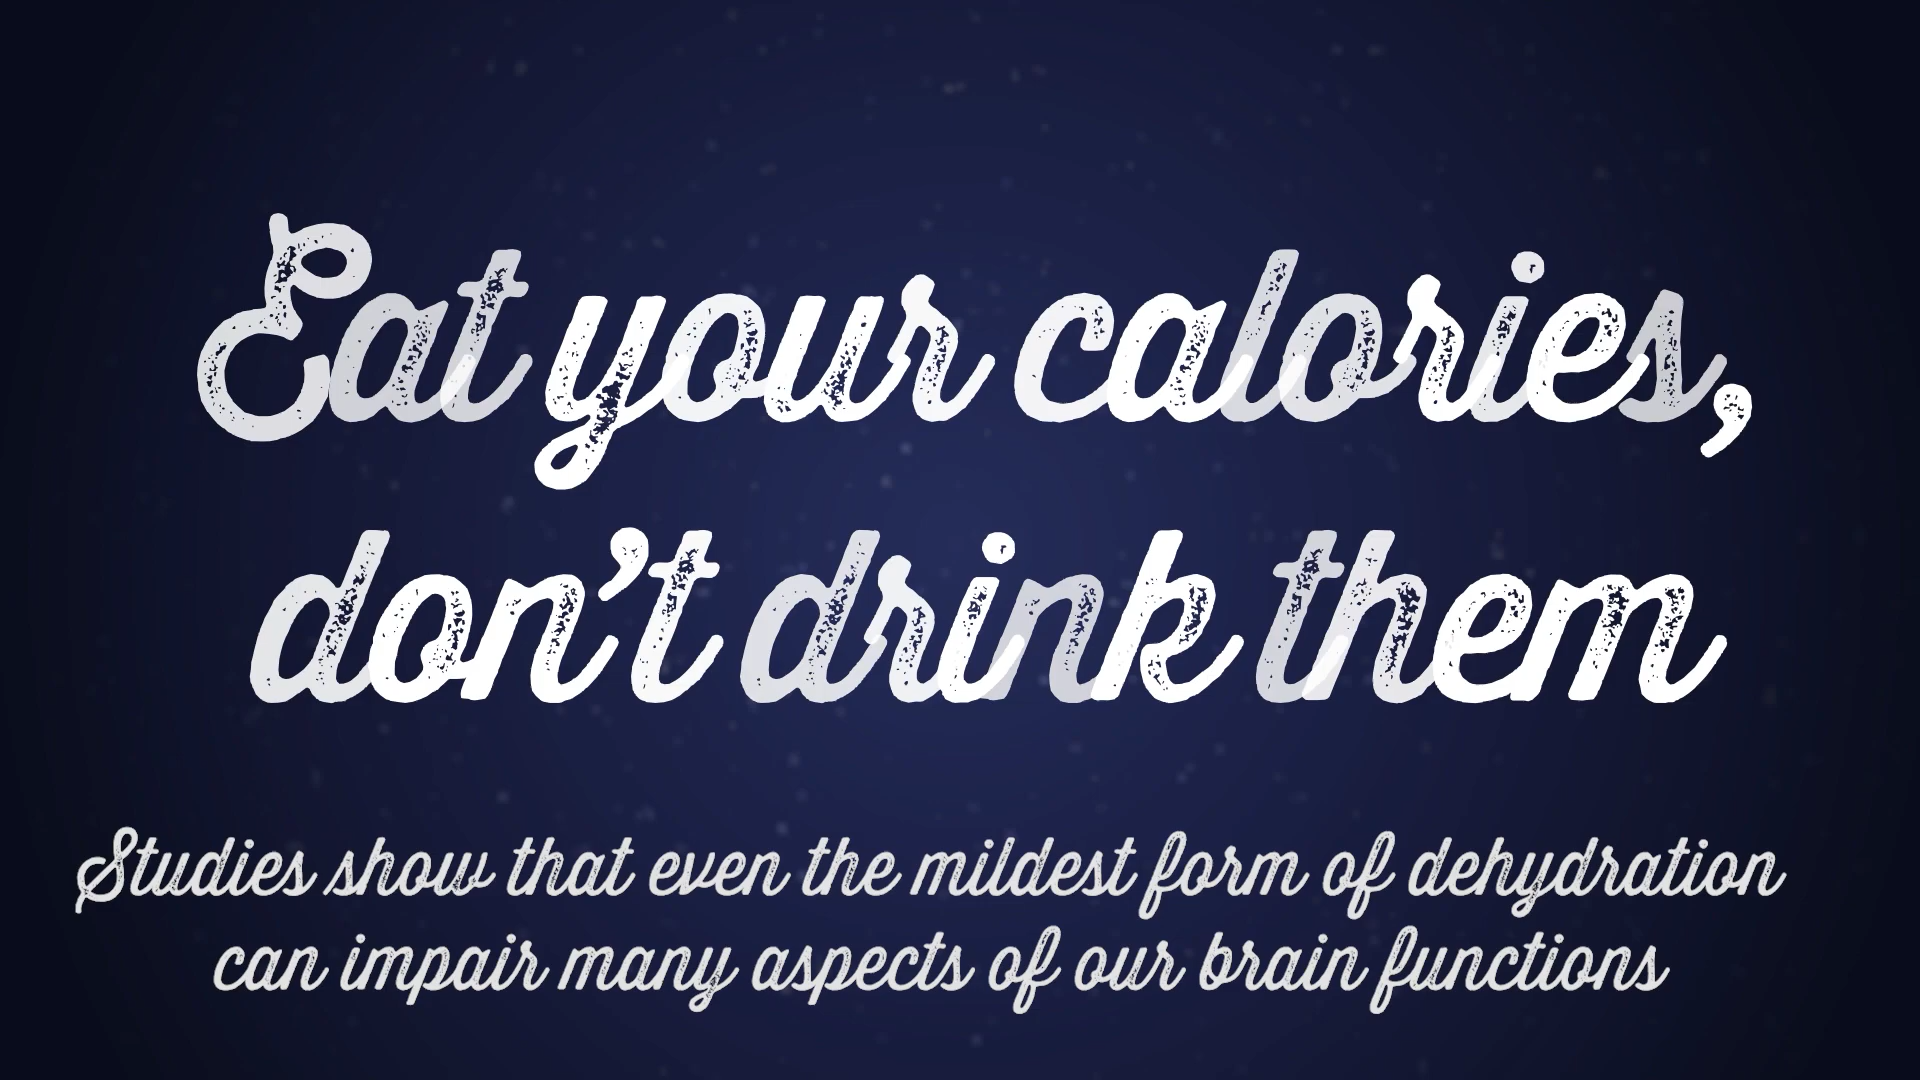 Eat your calories,
don't drink them
Studies show that even the mildest form of dehydration
can impair many aspects of our brain functions